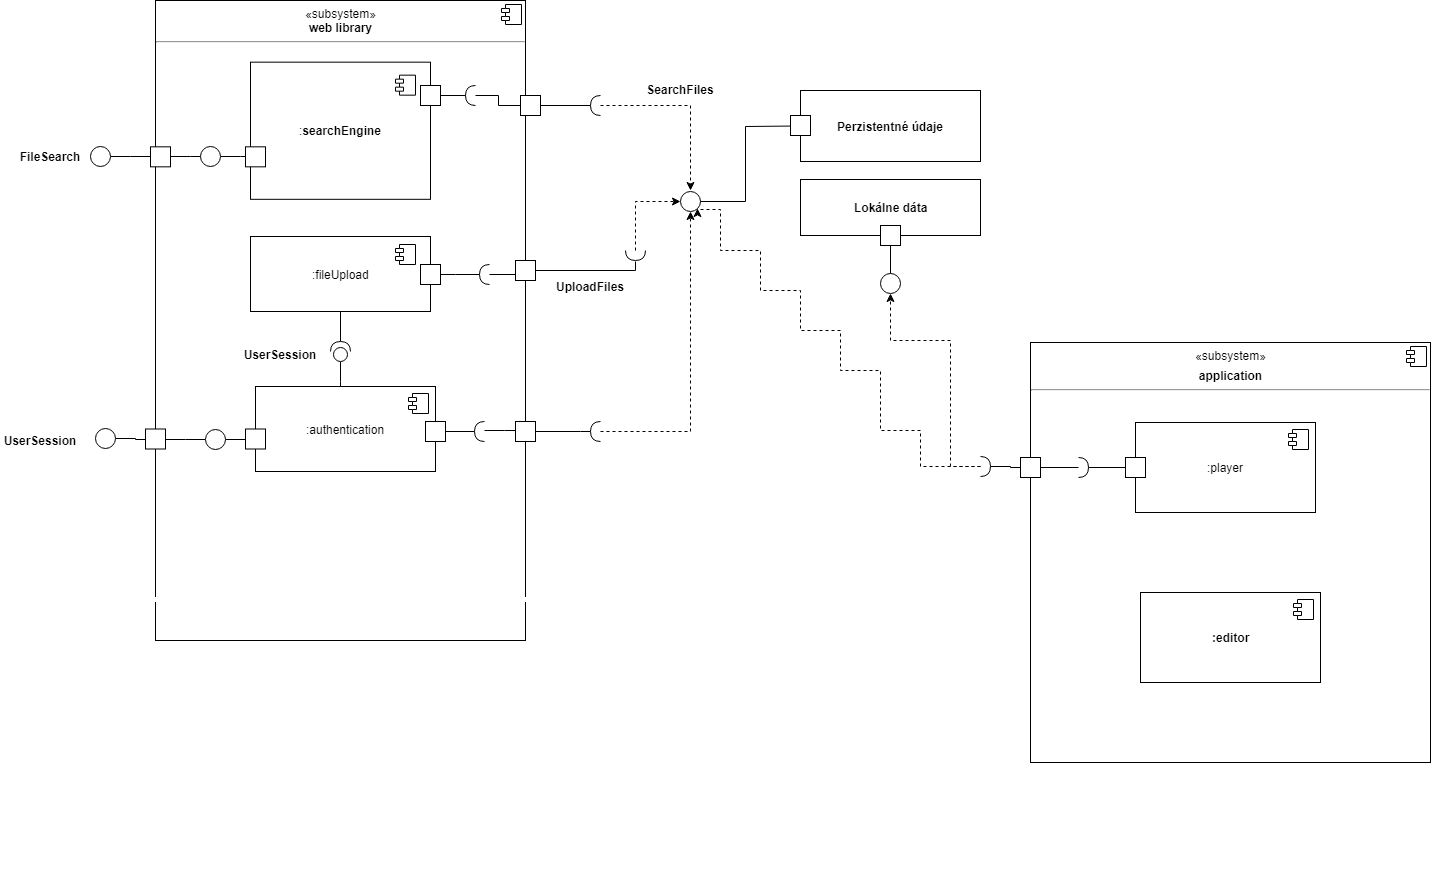 «subsystem»
web library
SearchFiles
:searchEngine
Perzistentné údaje
FileSearch
Lokálne dáta
:fileUpload
UploadFiles
UserSession
«subsystem»
application
:authentication
UserSession
:player
:editor